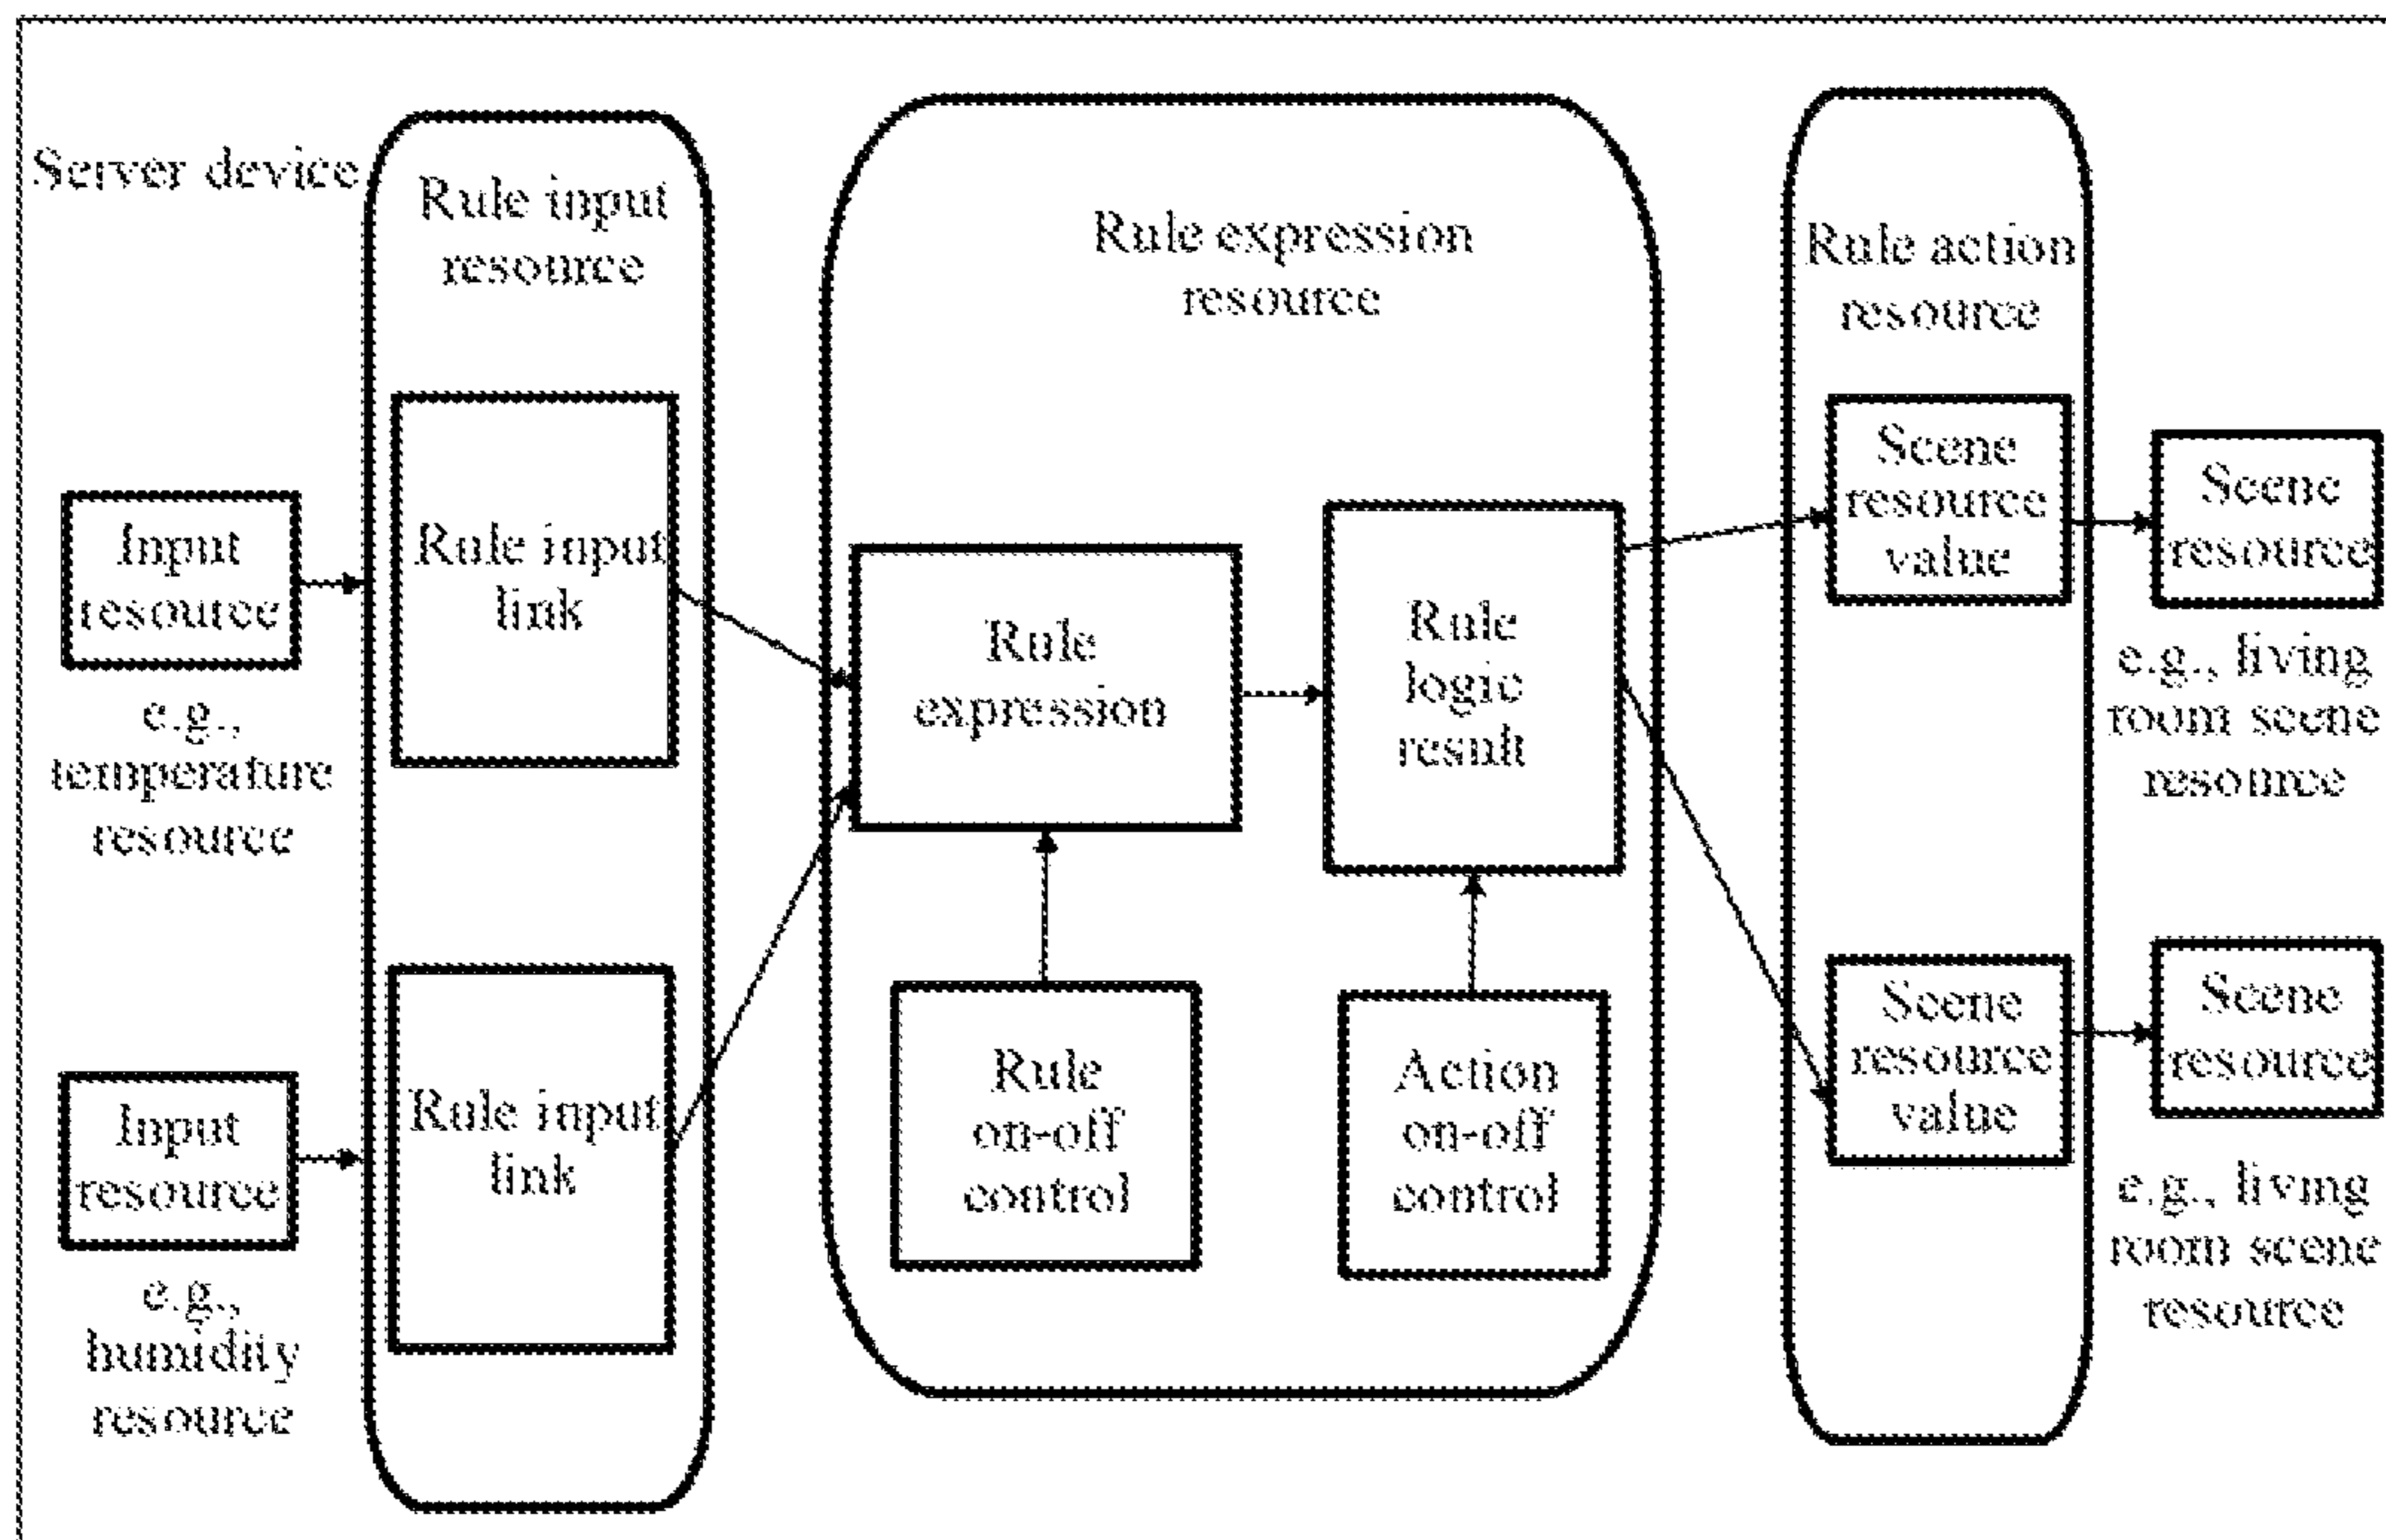 Server device
Rule input
resource
Rule expression
resource
Rule action
resource
Input
resource
e.g.,
temperature
resource
Rule input
link
Rule
expression
Rule
logic
result
Scene
resource
value
Scene
resource
e.g., living
room scene
resource
Input
resource
e.g.,
humidity
resource
Rule input
link
Rule
on-off
control
Action
on-off
control
Scene
resource
value
Scene
resource
e.g., living
room scene
resource